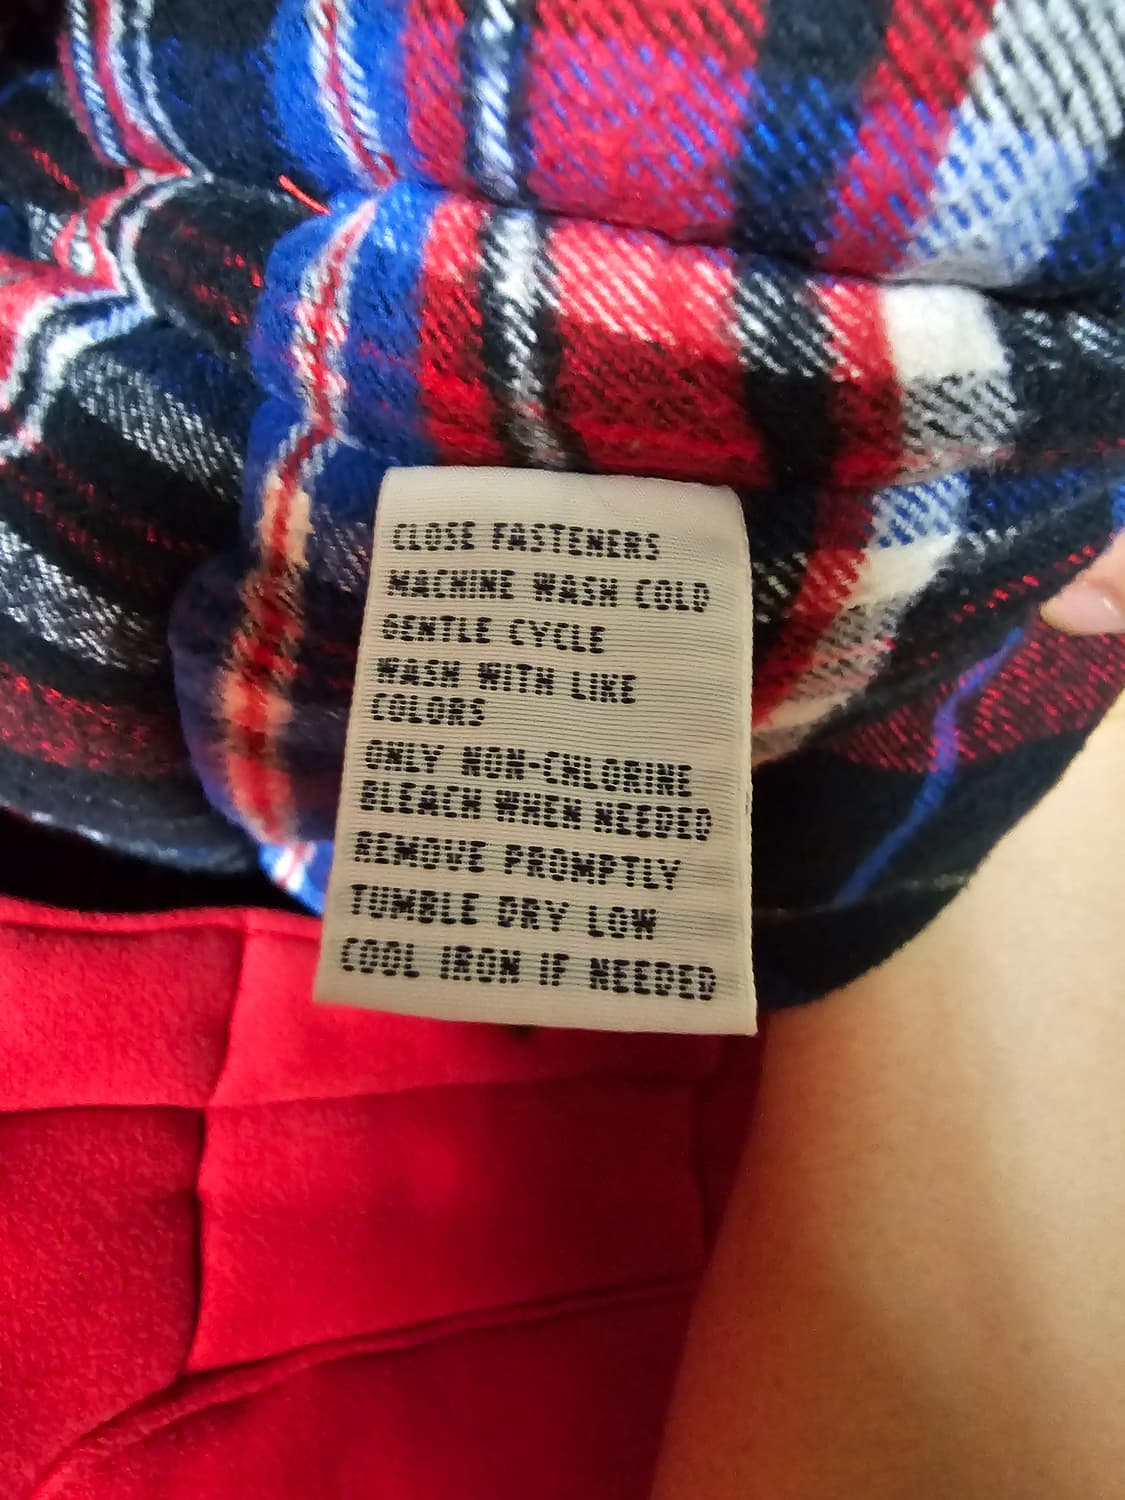 CLOSE FASTENERS
MACHINE WASH COLD
GENTLE CYCLE
WASH WITH LIKE
COLORS
ONLY NON-CHLORINE
BLEACH WHEN NEEDED
REMOVE PROMPTLY
TUMBLE DRY LOW
COOL IRON IF NEEDED